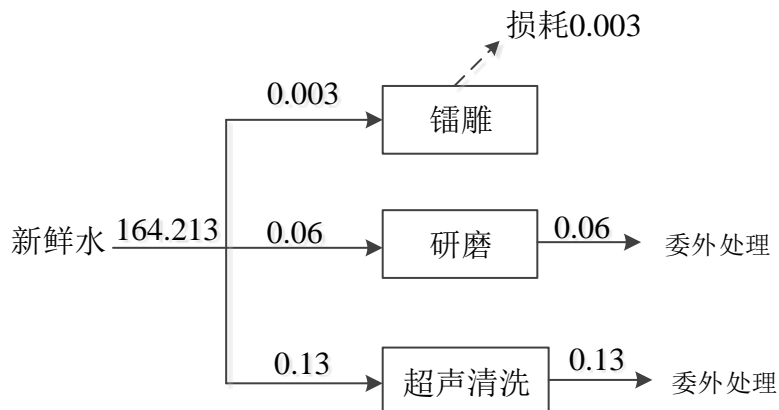 损耗0.003
0.003
镭雕
新鲜水
164.213
0.06
研磨
0.06
委外处理
0.13
超声清洗
0.13
委外处理